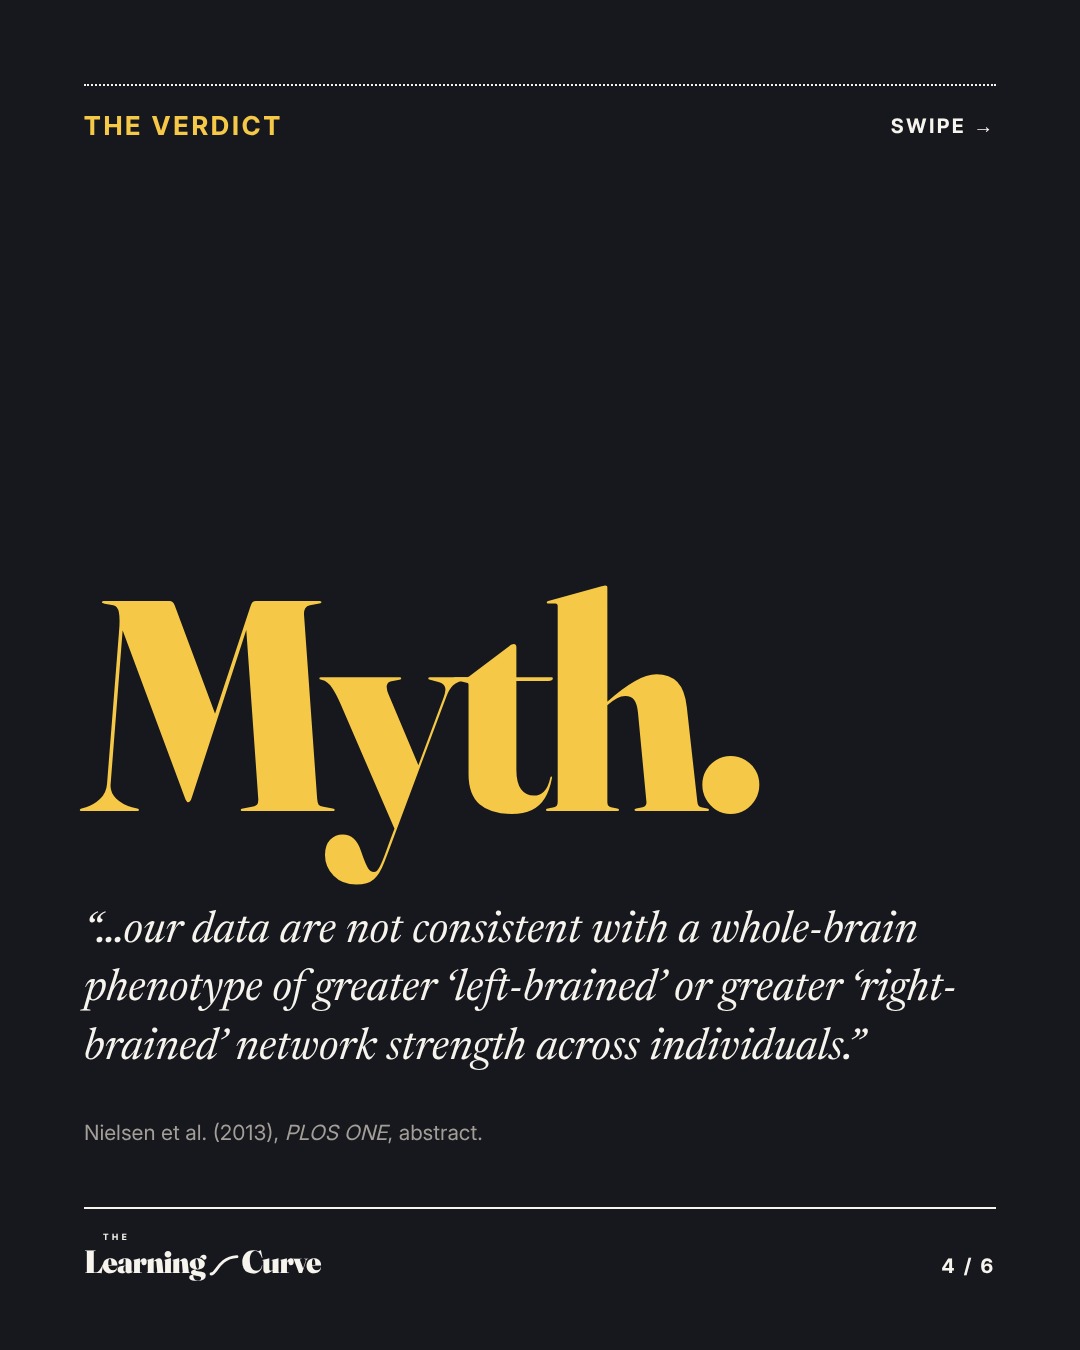 THE VERDICT
SWIPE →
Myth.
“...our data are not consistent with a whole-brain
phenotype of greater ‘left-brained’ or greater ‘right-
brained’ network strength across individuals.”
Nielsen et al. (2013), PLOS ONE, abstract.
THE
Learning Curve
4 / 6